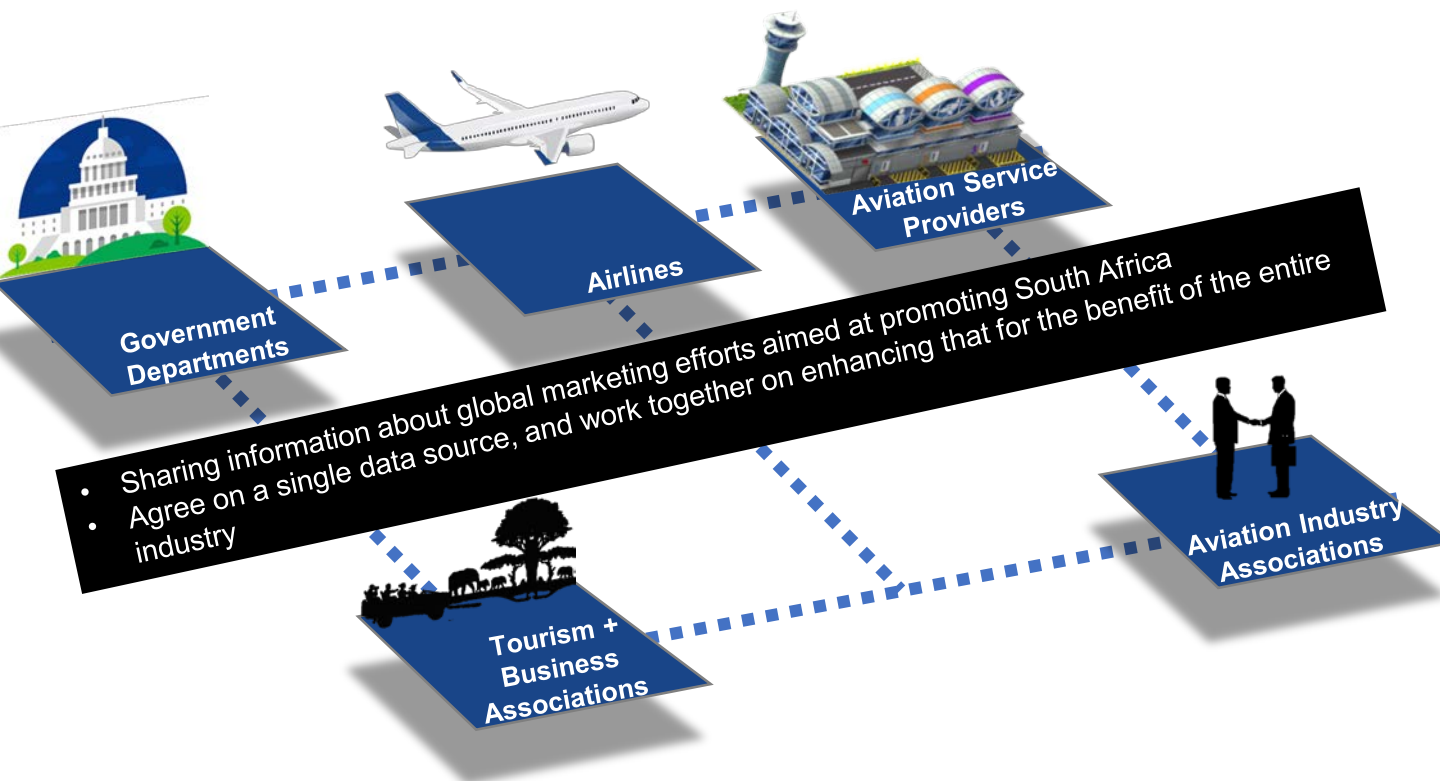 Aviation Service
Providers
Airlines
Government
Departments
• Sharing information about global marketing efforts aimed at promoting South Africa
• Agree on a single data source, and work together on enhancing that for the benefit of the entire
industry
Aviation Industry
Associations
Tourism +
Business
Associations